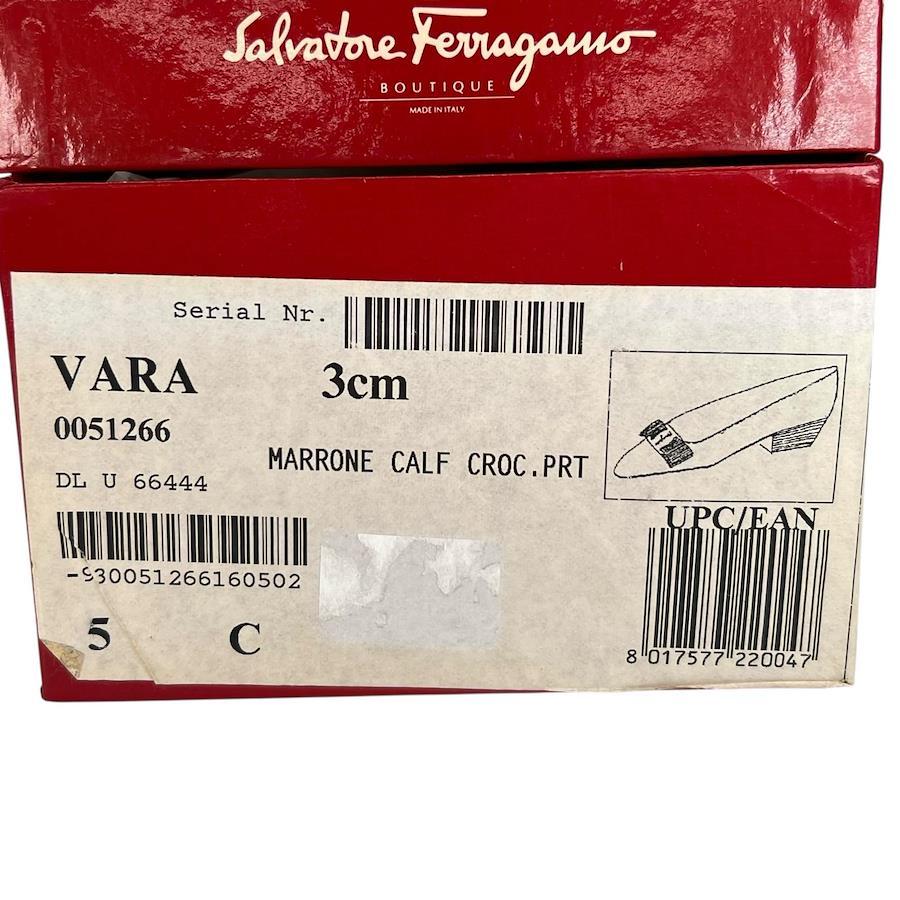 Salvatore Ferragamo
BOUTIQUE
MADE IN ITALY
Serial Nr.
VARA 3cm
0051266
MARRONE CALF CROC.PRT
DL U 66444
UPC/EAN
-930051266160502
5 C
8 017577 220047